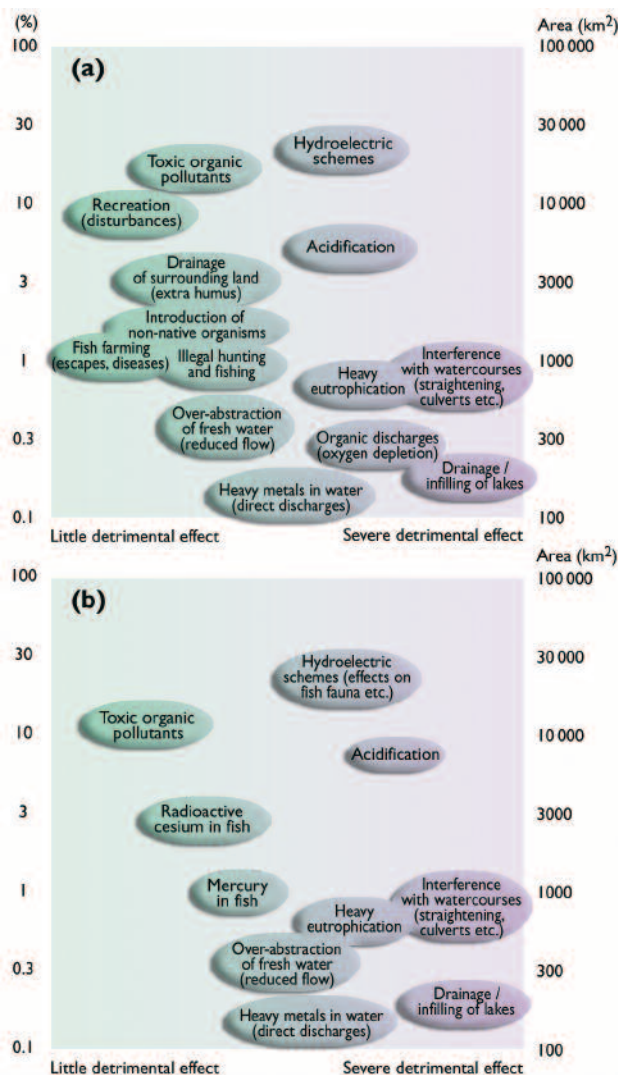 (%)
Area (km²)
100
100 000
(a)
30
30 000
Hydroelectric
schemes
Toxic organic
pollutants
10
10 000
Recreation
(disturbances)
Acidification
Drainage
of surrounding land
(extra humus)
3
3000
Introduction of
non-native organisms
Fish farming
(escapes, diseases)
Illegal hunting
and fishing
1
1000
Heavy
eutrophication
Interference
with watercourses
(straightening,
culverts etc.)
Over-abstraction
of fresh water
(reduced flow)
0.3
300
Organic discharges
(oxygen depletion)
Drainage /
infilling of lakes
Heavy metals in water
(direct discharges)
0.1
100
Little detrimental effect
Severe detrimental effect
Area (km²)
100
100 000
(b)
30
30 000
Hydroelectric
schemes (effects on
fish fauna etc.)
Toxic organic
pollutants
10
10 000
Acidification
3
3000
Radioactive
cesium in fish
1
1000
Mercury
in fish
Heavy
eutrophication
Interference
with watercourses
(straightening,
culverts etc.)
Over-abstraction
of fresh water
(reduced flow)
0.3
300
Drainage /
infilling of lakes
Heavy metals in water
(direct discharges)
0.1
100
Little detrimental effect
Severe detrimental effect